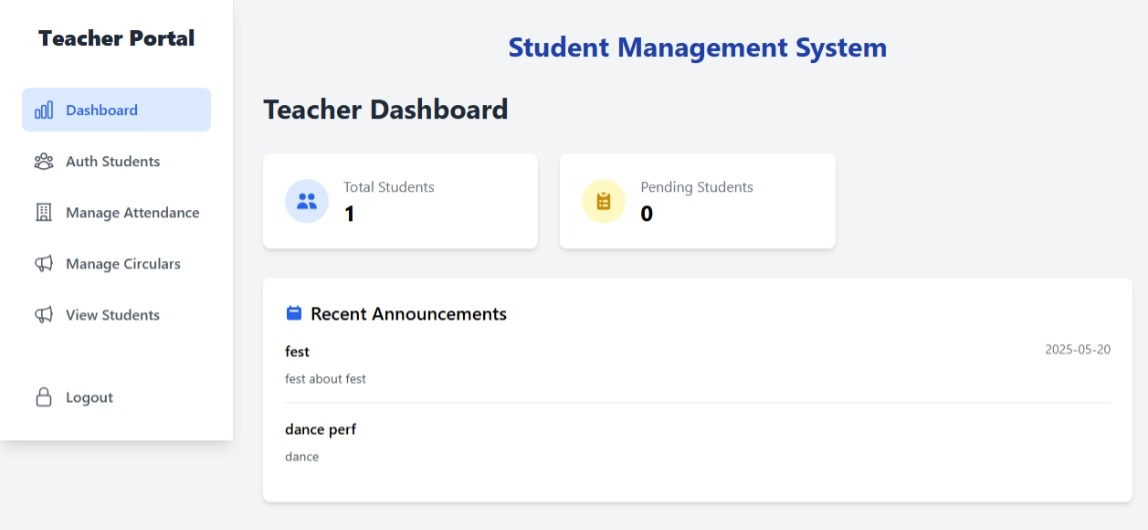 Teacher Portal
Dashboard
Auth Students
Manage Attendance
Manage Circulars
View Students
Logout
Student Management System
Teacher Dashboard
Total Students
1
Pending Students
0
Recent Announcements
fest
2025-05-20
fest about fest
dance perf
dance